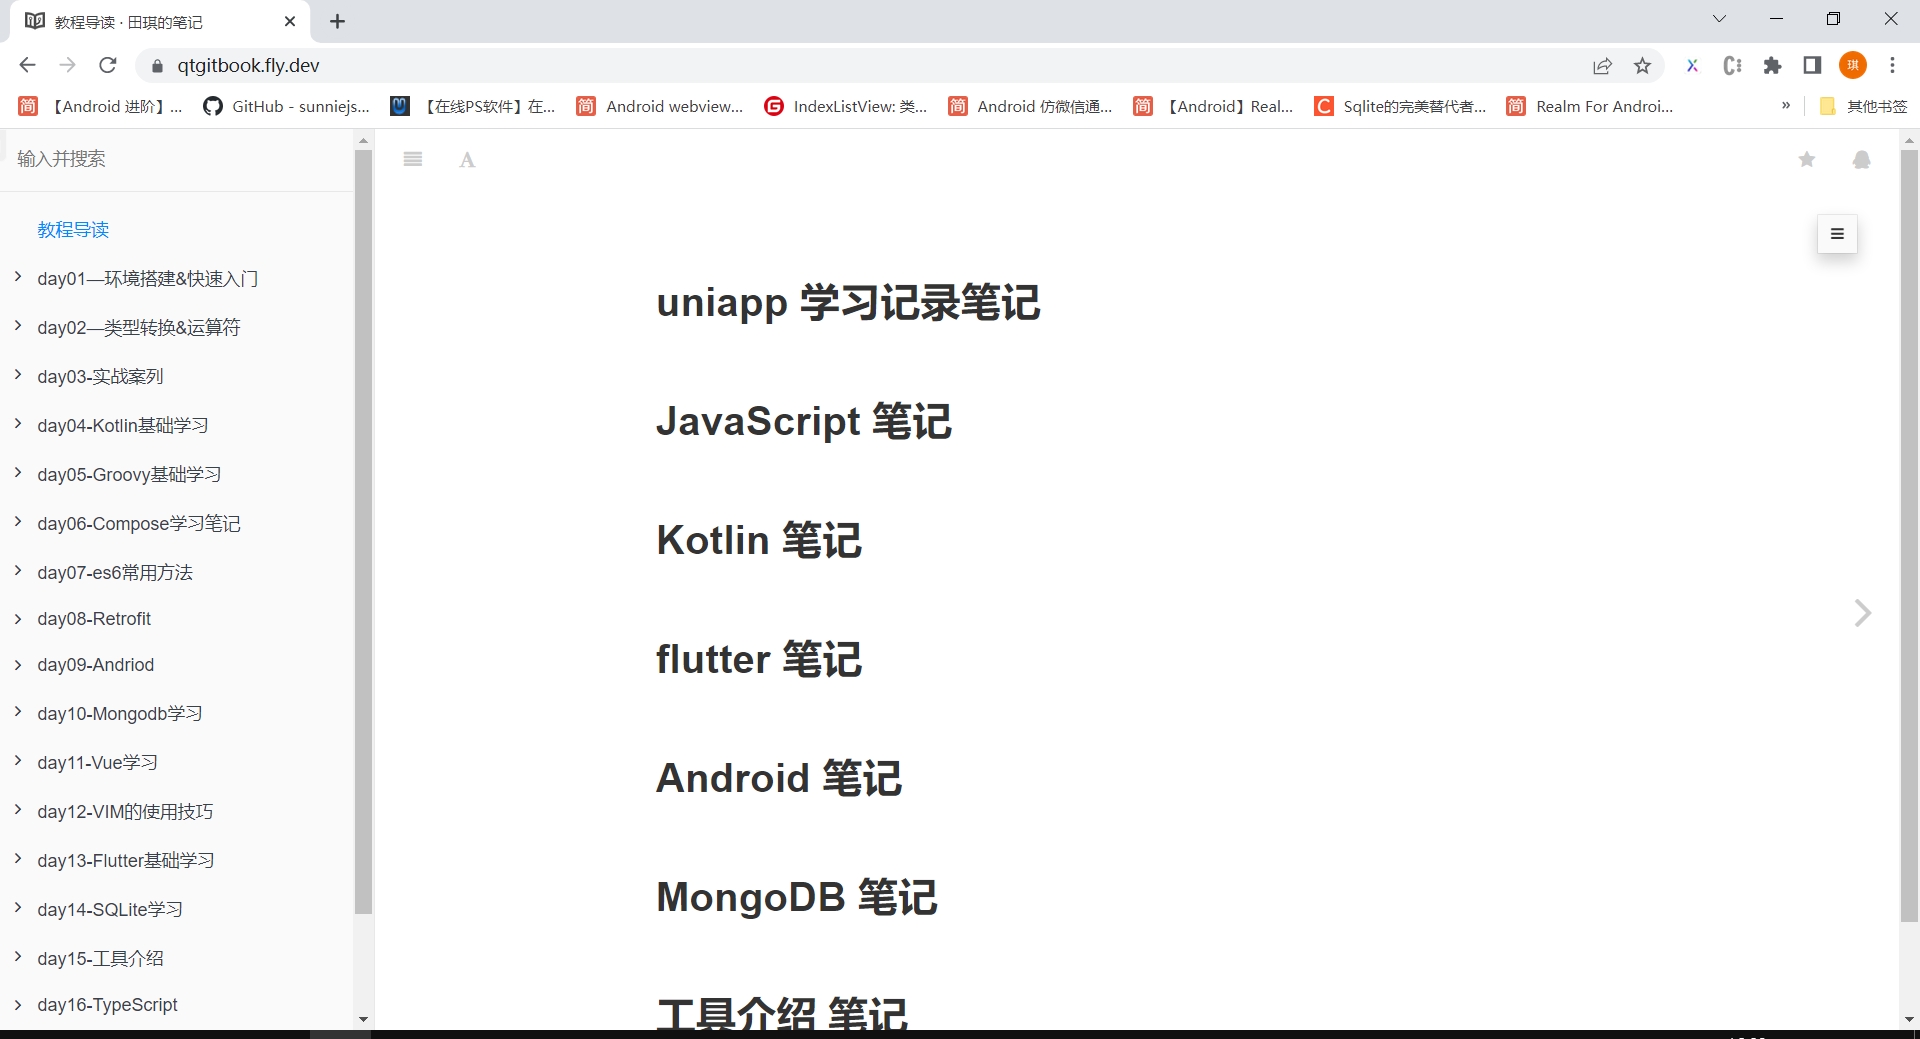 教程导读 · 田琪的笔记
qtgitbook.fly.dev
琪
简 【Android 进阶】... GitHub - sunniejs... 【在线PS软件】在... 简 Android webview... G IndexListView: 类... 简 Android 仿微信通... 简 【Android】Real... C Sqlite的完美替代者... 简 Realm For Androi... » 其他书签
输入并搜索
A
教程导读
day01—环境搭建&快速入门
day02—类型转换&运算符
day03-实战案列
day04-Kotlin基础学习
day05-Groovy基础学习
day06-Compose学习笔记
day07-es6常用方法
day08-Retrofit
day09-Andriod
day10-Mongodb学习
day11-Vue学习
day12-VIM的使用技巧
day13-Flutter基础学习
day14-SQLite学习
day15-工具介绍
day16-TypeScript
uniapp 学习记录笔记
JavaScript 笔记
Kotlin 笔记
flutter 笔记
Android 笔记
MongoDB 笔记
工具介绍 笔记